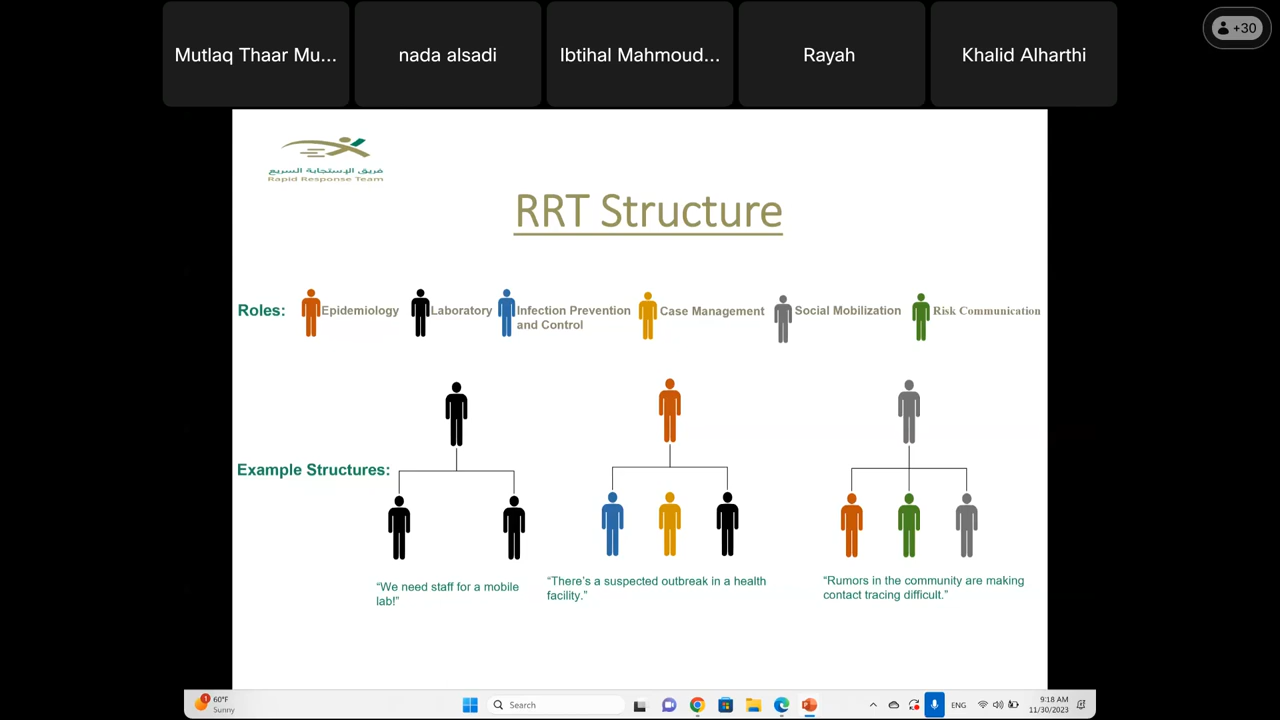 Mutlaq Thaar Mu...
nada alsadi
Ibtihal Mahmoud...
Rayah
Khalid Alharthi
+30
فريق الإستجابة السريع
Rapid Response Team
RRT Structure
Roles:
Epidemiology
Laboratory
Infection Prevention
and Control
Case Management
Social Mobilization
Risk Communication
Example Structures:
“We need staff for a mobile
lab!”
“There’s a suspected outbreak in a health
facility.”
“Rumors in the community are making
contact tracing difficult.”
1
60°F
Sunny
Search
ENG
9:18 AM
11/30/2023